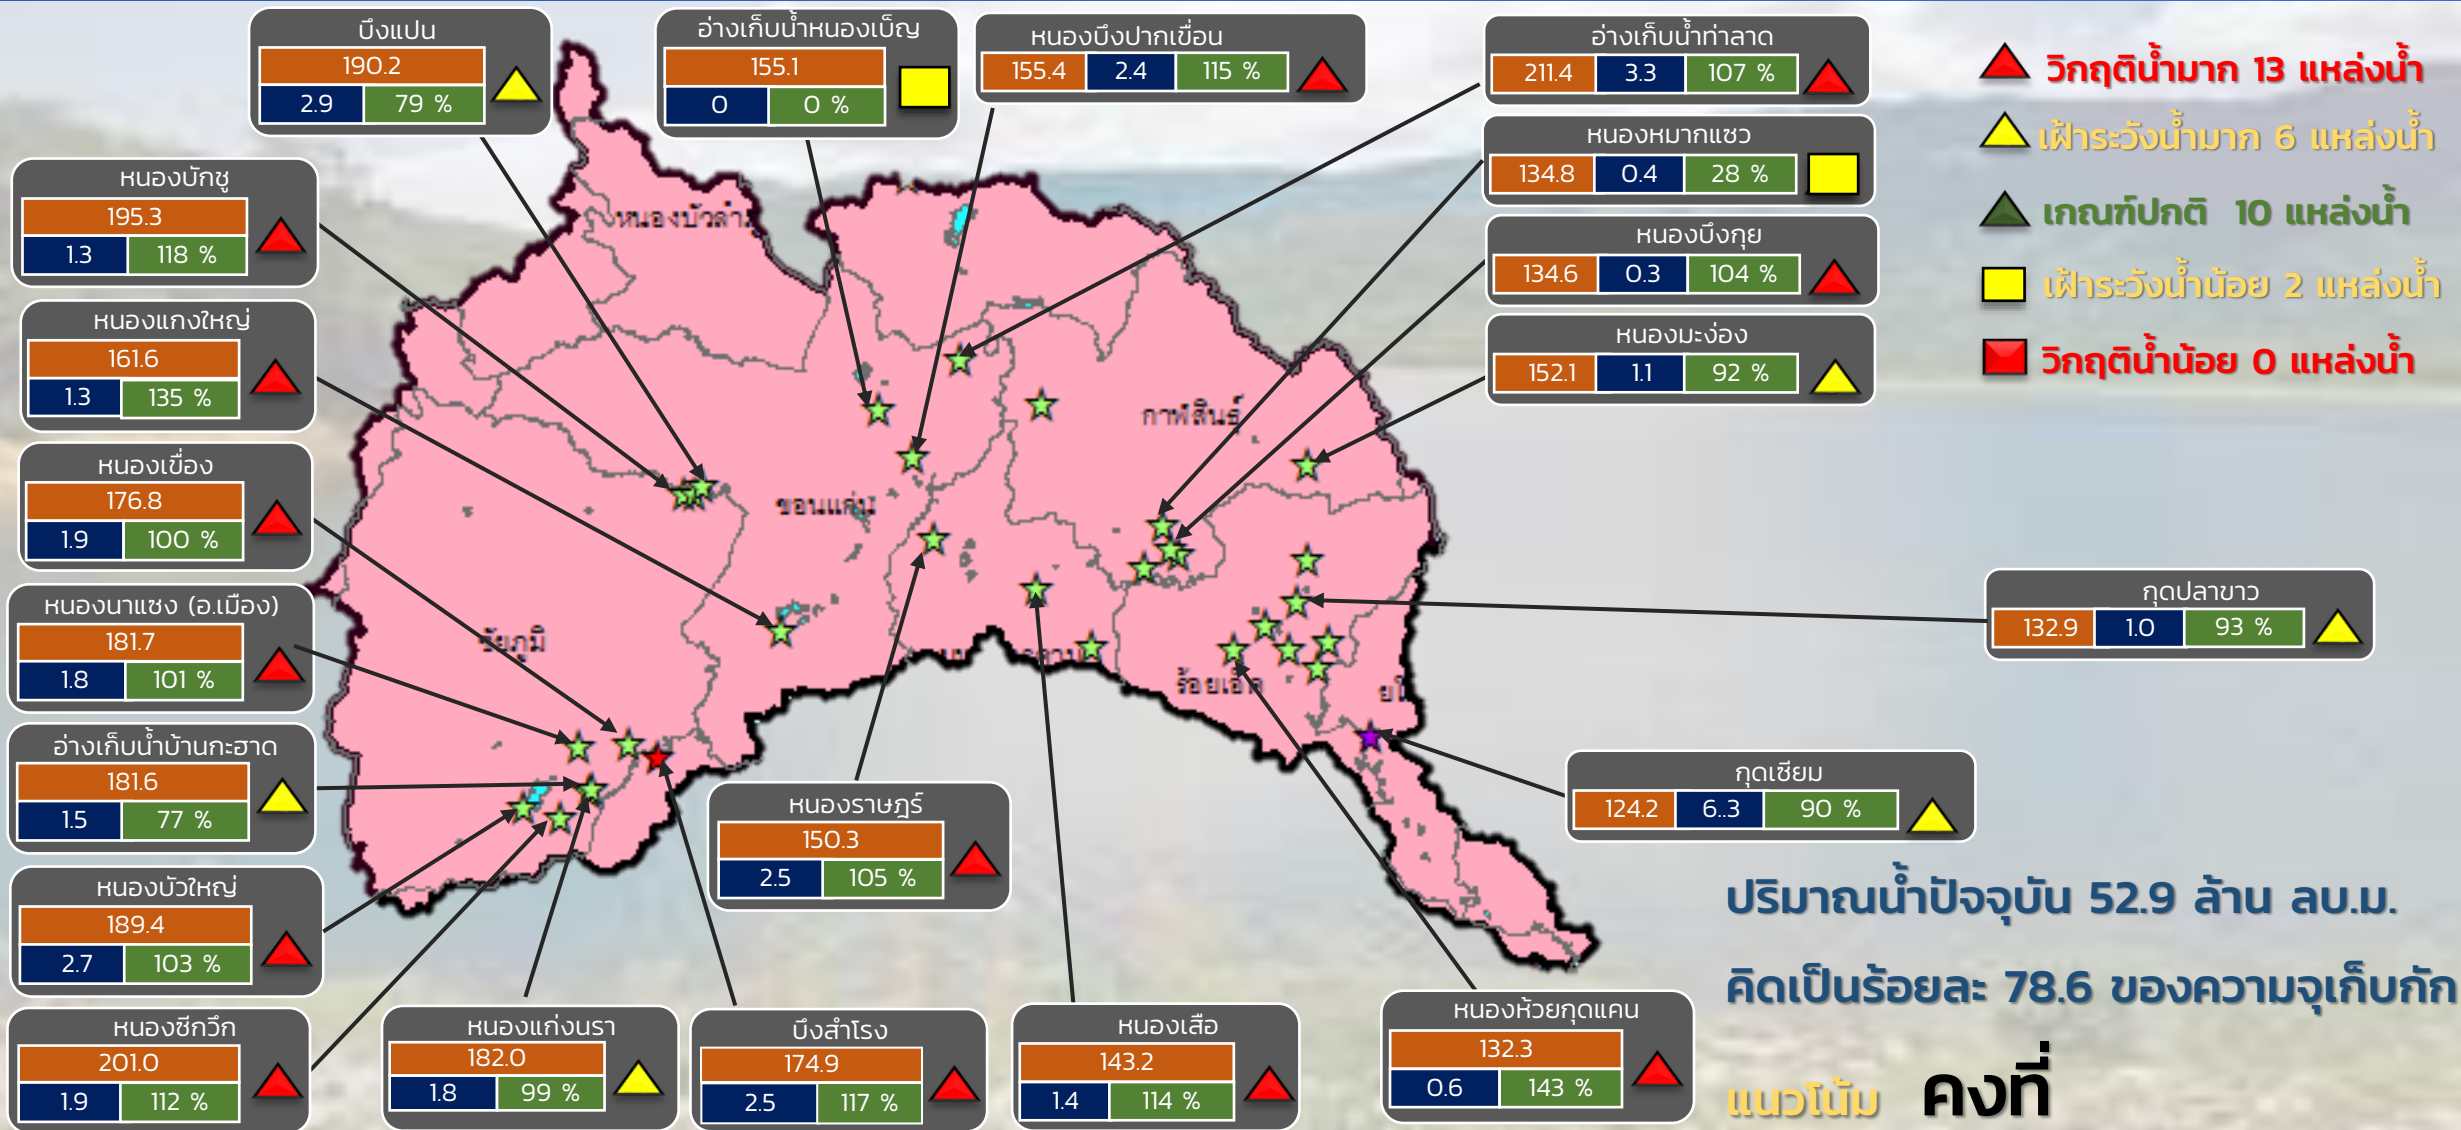 บึงแปน
190.2
2.9 79 %
อ่างเก็บน้ำหนองเบ็ญ
155.1
0 0 %
หนองบึงปากเขื่อน
155.4 2.4 115 %
อ่างเก็บน้ำท่าลาด
211.4 3.3 107 %
หนองหมากแซว
134.8 0.4 28 %
หนองบึงกุย
134.6 0.3 104 %
หนองมะง่อง
152.1 1.1 92 %
วิกฤติน้ำมาก 13 แหล่งน้ำ
เฝ้าระวังน้ำมาก 6 แหล่งน้ำ
เกณฑ์ปกติ 10 แหล่งน้ำ
เฝ้าระวังน้ำน้อย 2 แหล่งน้ำ
วิกฤติน้ำน้อย 0 แหล่งน้ำ
หนองบักชู
195.3
1.3 118 %
หนองแกงใหญ่
161.6
1.3 135 %
หนองเขื่อง
176.8
1.9 100 %
หนองนาแซง (อ.เมือง)
181.7
1.8 101 %
อ่างเก็บน้ำบ้านกะฮาด
181.6
1.5 77 %
หนองบัวใหญ่
189.4
2.7 103 %
หนองซีกวึก
201.0
1.9 112 %
หนองแก่งนรา
182.0
1.8 99 %
บึงสำโรง
174.9
2.5 117 %
หนองราษฎร์
150.3
2.5 105 %
หนองเสือ
143.2
1.4 114 %
หนองห้วยกุดแคน
132.3
0.6 143 %
กุดปลาขาว
132.9 1.0 93 %
กุดเซียม
124.2 6..3 90 %
กาฬสินธุ์
ขอนแก่น
ชัยภูมิ
ร้อยเอ็ด
ปริมาณน้ำปัจจุบัน 52.9 ล้าน ลบ.ม.
คิดเป็นร้อยละ 78.6 ของความจุเก็บกัก
แนวโน้ม คงที่